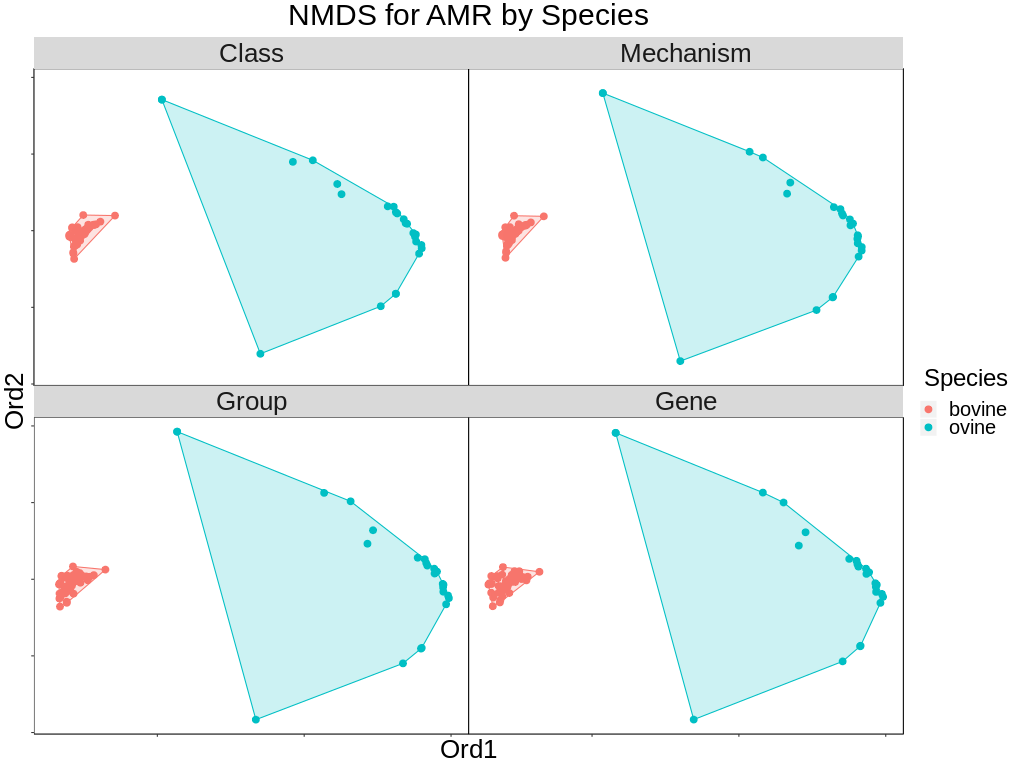 NMDS for AMR by Species
Class
Mechanism
Group
Gene
Ord2
Ord1
Species
bovine
ovine